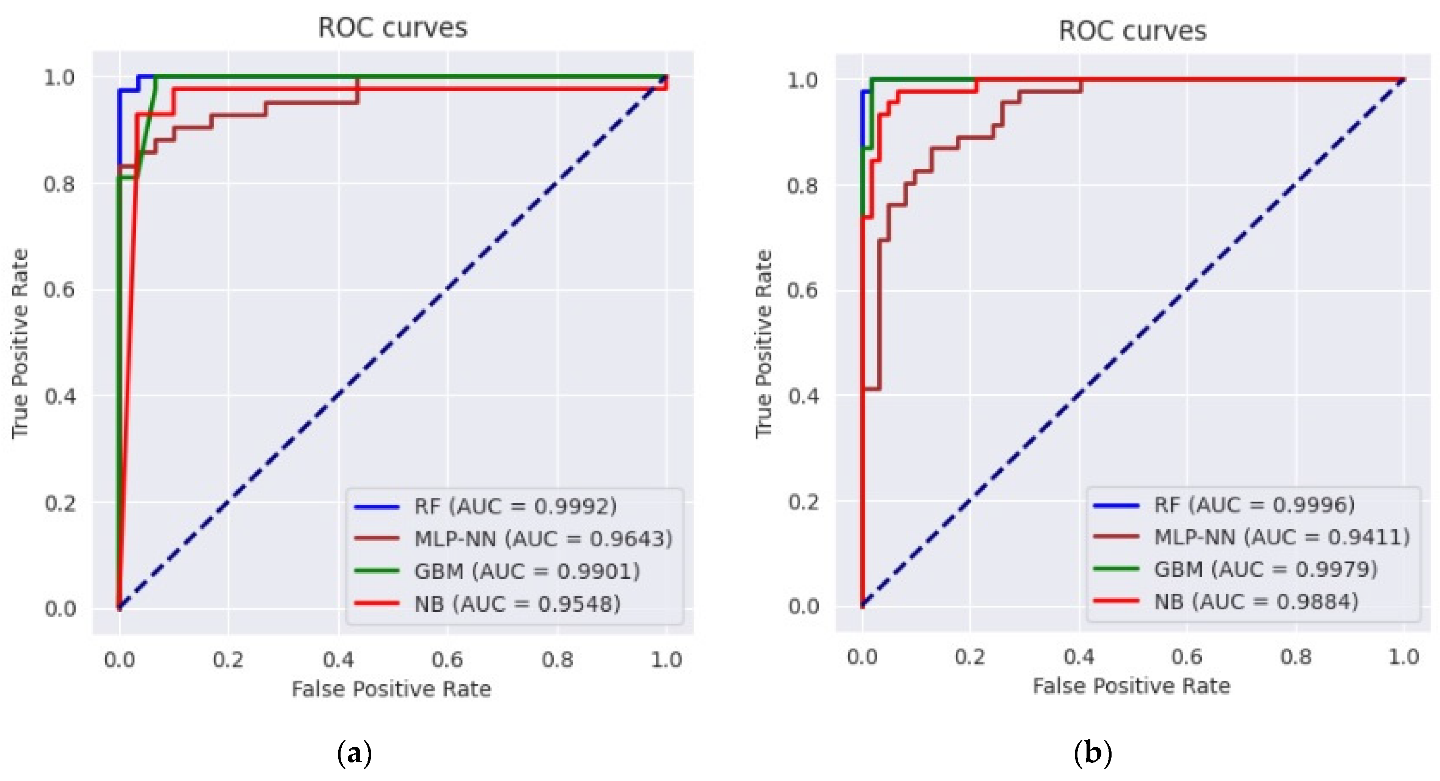 ROC curves
1.0
0.8
0.6
0.4
0.2
0.0
True Positive Rate
RF (AUC = 0.9992)
MLP-NN (AUC = 0.9643)
GBM (AUC = 0.9901)
NB (AUC = 0.9548)
0.0 0.2 0.4 0.6 0.8 1.0
False Positive Rate
(a)
ROC curves
1.0
0.8
0.6
0.4
0.2
0.0
True Positive Rate
RF (AUC = 0.9996)
MLP-NN (AUC = 0.9411)
GBM (AUC = 0.9979)
NB (AUC = 0.9884)
0.0 0.2 0.4 0.6 0.8 1.0
False Positive Rate
(b)